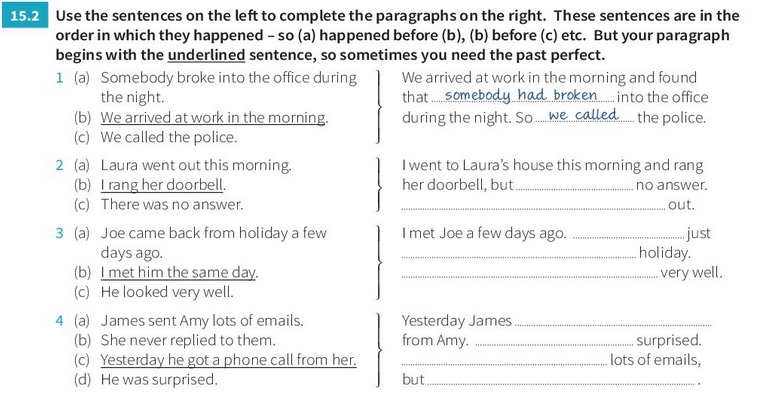 15.2 Use the sentences on the left to complete the paragraphs on the right. These sentences are in the
order in which they happened – so (a) happened before (b), (b) before (c) etc. But your paragraph
begins with the underlined sentence, so sometimes you need the past perfect.
1 (a) Somebody broke into the office during
the night.
(b) We arrived at work in the morning.
(c) We called the police.
We arrived at work in the morning and found
that somebody had broken into the office
during the night. So we called the police.
2 (a) Laura went out this morning.
(b) I rang her doorbell.
(c) There was no answer.
I went to Laura's house this morning and rang
her doorbell, but ........ no answer.
........ out.
3 (a) Joe came back from holiday a few
days ago.
(b) I met him the same day.
(c) He looked very well.
I met Joe a few days ago. ........ just
........ holiday.
........ very well.
4 (a) James sent Amy lots of emails.
(b) She never replied to them.
(c) Yesterday he got a phone call from her.
(d) He was surprised.
Yesterday James ........
from Amy. ........ surprised.
........ lots of emails,
but ........ .